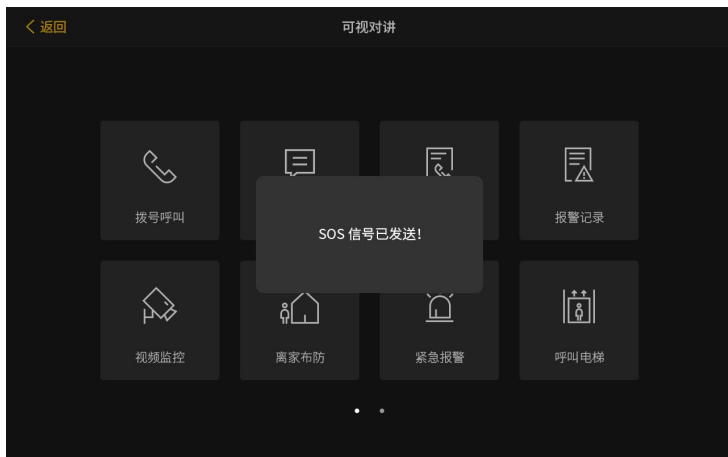 返回
可视对讲
拨号呼叫
报警记录
SOS 信号已发送!
视频监控
离家布防
紧急报警
呼叫电梯